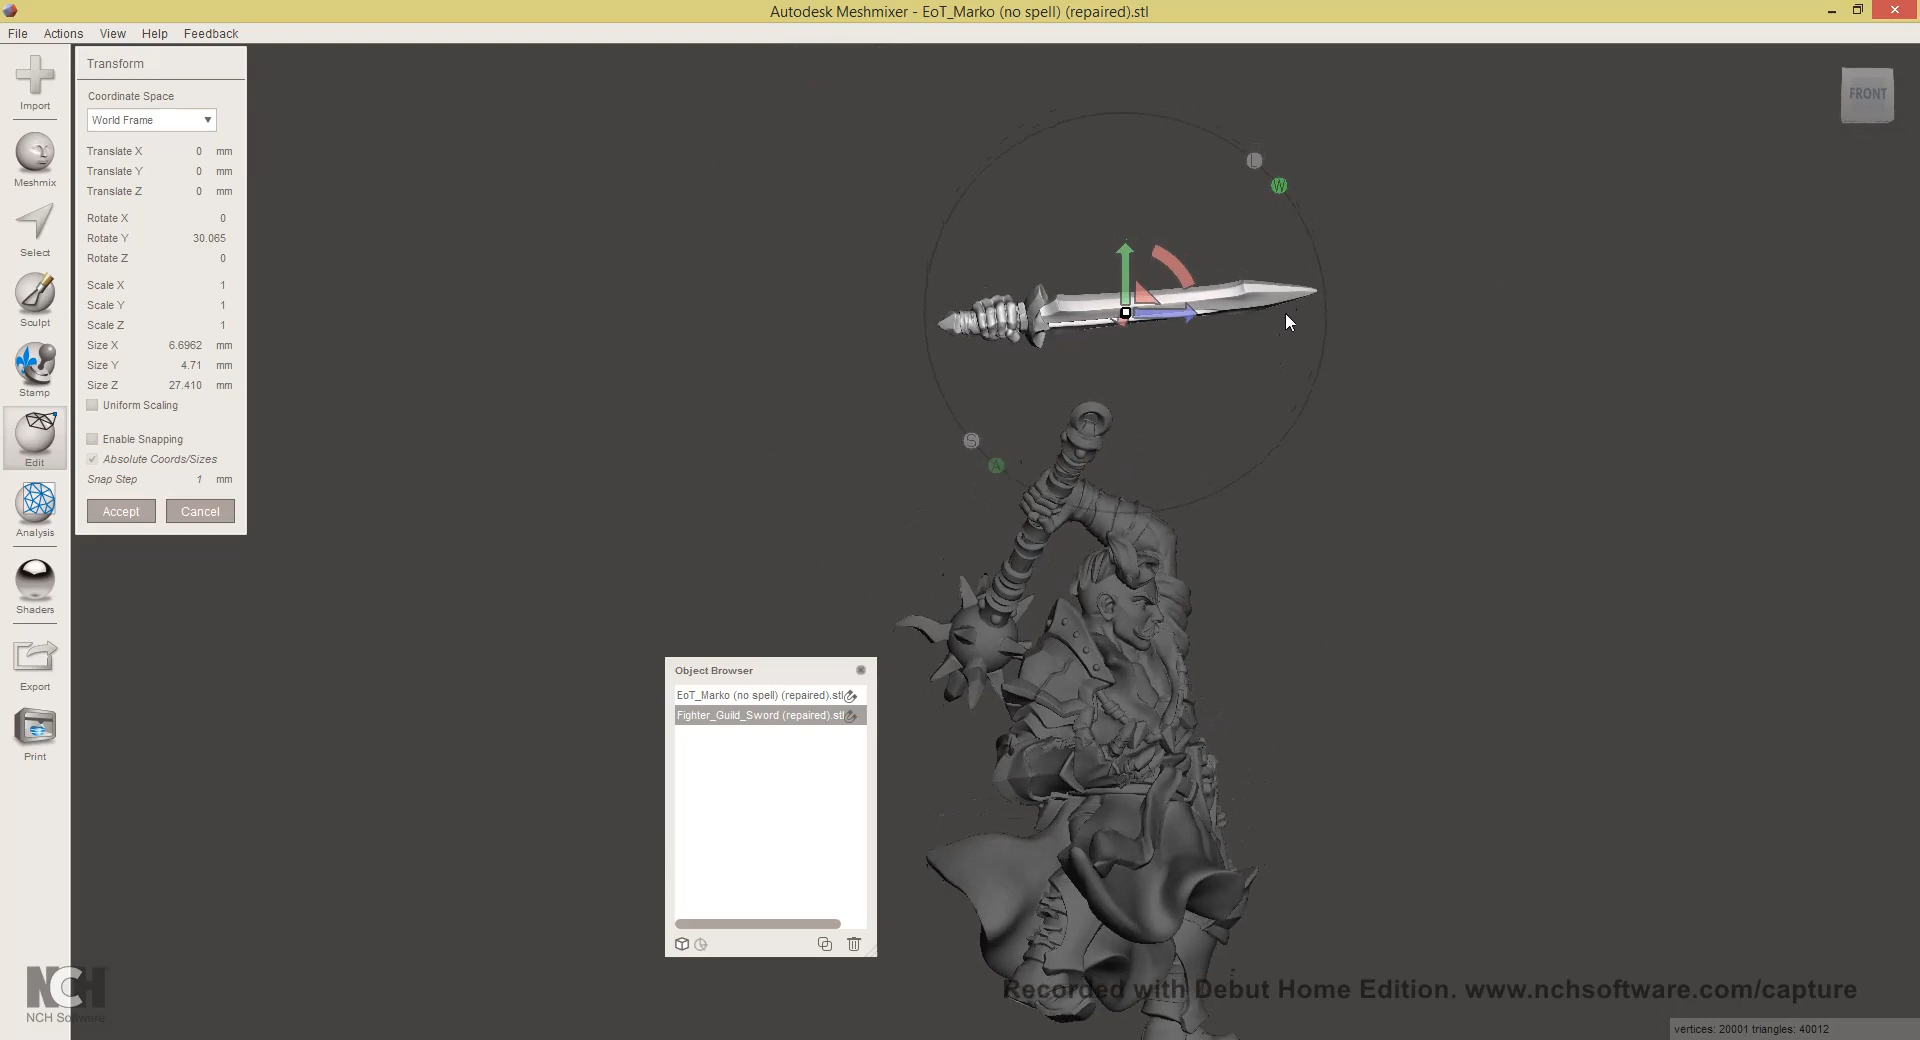 Autodesk Meshmixer - EoT_Marko (no spell) (repaired).stl
File Actions View Help Feedback
Import
Meshmix
Select
Sculpt
Stamp
Edit
Analysis
Shaders
Export
Print
Transform
Coordinate Space
World Frame
Translate X 0 mm
Translate Y 0 mm
Translate Z 0 mm
Rotate X 0
Rotate Y 30.065
Rotate Z 0
Scale X 1
Scale Y 1
Scale Z 1
Size X 6.6962 mm
Size Y 4.71 mm
Size Z 27.410 mm
Uniform Scaling
Enable Snapping
Absolute Coords/Sizes
Snap Step 1 mm
Accept Cancel
FRONT
L
W
S
A
Object Browser
EoT_Marko (no spell) (repaired).stl
Fighter_Guild_Sword (repaired).stl
NCH
NCH Software
Recorded with Debut Home Edition. www.nchsoftware.com/capture
vertices: 20001 triangles: 40012